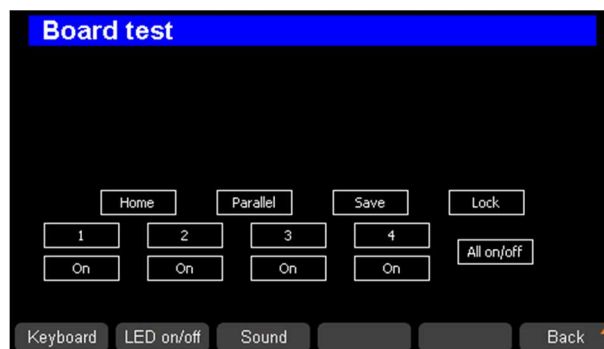 Board test
Home Parallel Save Lock
1 2 3 4
All on/off
On On On On
Keyboard LED on/off Sound Back